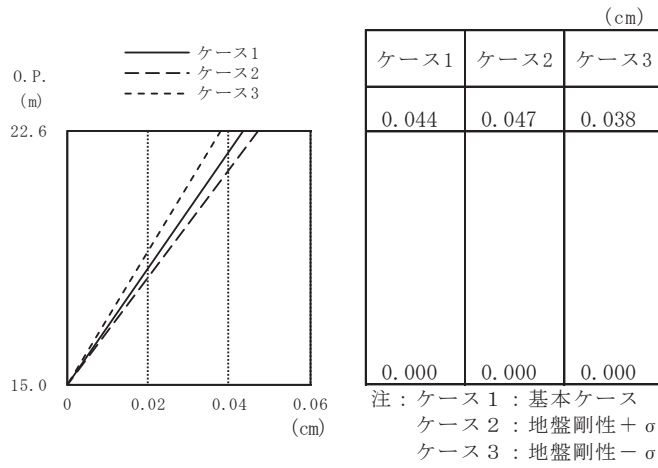 ケース1
ケース2
ケース3
O.P.
(m)
22.6
15.0
0 0.02 0.04 0.06
(cm)
(cm)
ケース1 ケース2 ケース3
0.044 0.047 0.038
0.000 0.000 0.000
注：ケース１：基本ケース
ケース２：地盤剛性＋σ
ケース３：地盤剛性－σ